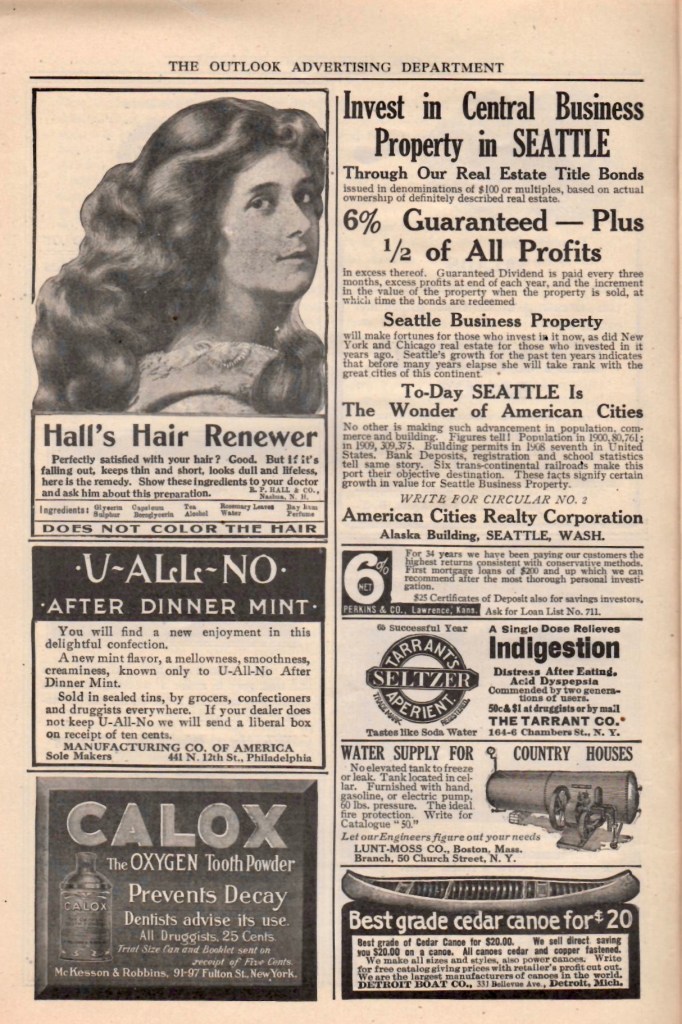 THE OUTLOOK ADVERTISING DEPARTMENT
Hall's Hair Renewer
Perfectly satisfied with your hair? Good. But if it's
falling out, keeps thin and short, looks dull and lifeless,
here is the remedy. Show these ingredients to your doctor
and ask him about this preparation.
R. P. HALL & CO.,
Nashua, N. H.
Ingredients: Glycerin Capsicum Tea Rosemary Leaves Bay Rum
Sulphur Boroglycerin Alcohol Water Perfume
DOES NOT COLOR THE HAIR
·U-ALL-NO·
·AFTER DINNER MINT·
You will find a new enjoyment in this
delightful confection.
A new mint flavor, a mellowness, smoothness,
creaminess, known only to U-All-No After
Dinner Mint.
Sold in sealed tins, by grocers, confectioners
and druggists everywhere. If your dealer does
not keep U-All-No we will send a liberal box
on receipt of ten cents.
MANUFACTURING CO. OF AMERICA
Sole Makers 441 N. 12th St., Philadelphia
CALOX
The OXYGEN Tooth Powder
CALOX
Prevents Decay
Dentists advise its use
All Druggists, 25 Cents
Trial Size Can and Booklet sent on
receipt of Five Cents.
McKesson & Robbins, 91-97 Fulton St., New York.
Invest in Central Business
Property in SEATTLE
Through Our Real Estate Title Bonds
issued in denominations of $100 or multiples, based on actual
ownership of definitely described real estate.
6% Guaranteed — Plus
½ of All Profits
in excess thereof. Guaranteed Dividend is paid every three
months, excess profits at end of each year, and the increment
in the value of the property when the property is sold, at
which time the bonds are redeemed
Seattle Business Property
will make fortunes for those who invest in it now, as did New
York and Chicago real estate for those who invested in it
years ago. Seattle's growth for the past ten years indicates
that before many years elapse she will take rank with the
great cities of this continent.
To-Day SEATTLE Is
The Wonder of American Cities
No other is making such advancement in population, com-
merce and building. Figures tell! Population in 1900, 80,761;
in 1909, 309,375. Building permits in 1908 seventh in United
States. Bank Deposits, registration and school statistics
tell same story. Six trans-continental railroads make this
port their objective destination. These facts signify certain
growth in value for Seattle Business Property.
WRITE FOR CIRCULAR NO. 2
American Cities Realty Corporation
Alaska Building, SEATTLE, WASH.
6% NET
PERKINS & CO., Lawrence, Kans.
For 34 years we have been paying our customers the
highest returns consistent with conservative methods.
First mortgage loans of $200 and up which we can
recommend after the most thorough personal investi-
gation.
$25 Certificates of Deposit also for savings investors.
Ask for Loan List No. 711.
Successful Year
TARRANT'S
SELTZER
APERIENT
TRADE MARK REGISTERED
Tastes like Soda Water
A Single Dose Relieves
Indigestion
Distress After Eating,
Acid Dyspepsia
Commended by two genera-
tions of users.
50c & $1 at druggists or by mail
THE TARRANT CO.
164-6 Chambers St., N. Y.
WATER SUPPLY FOR COUNTRY HOUSES
No elevated tank to freeze
or leak. Tank located in cel-
lar. Furnished with hand,
gasoline, or electric pump.
60 lbs. pressure. The ideal
fire protection. Write for
Catalogue "50."
Let our Engineers figure out your needs
LUNT-MOSS CO., Boston, Mass.
Branch, 50 Church Street, N. Y.
Best grade cedar canoe for $20
Best grade of Cedar Canoe for $20.00. We sell direct, saving
you $20.00 on a canoe. All canoes cedar and copper fastened.
We make all sizes and styles, also power canoes. Write
for free catalog giving prices with retailer's profit cut out.
We are the largest manufacturers of canoes in the world.
DETROIT BOAT CO., 331 Bellevue Ave., Detroit, Mich.